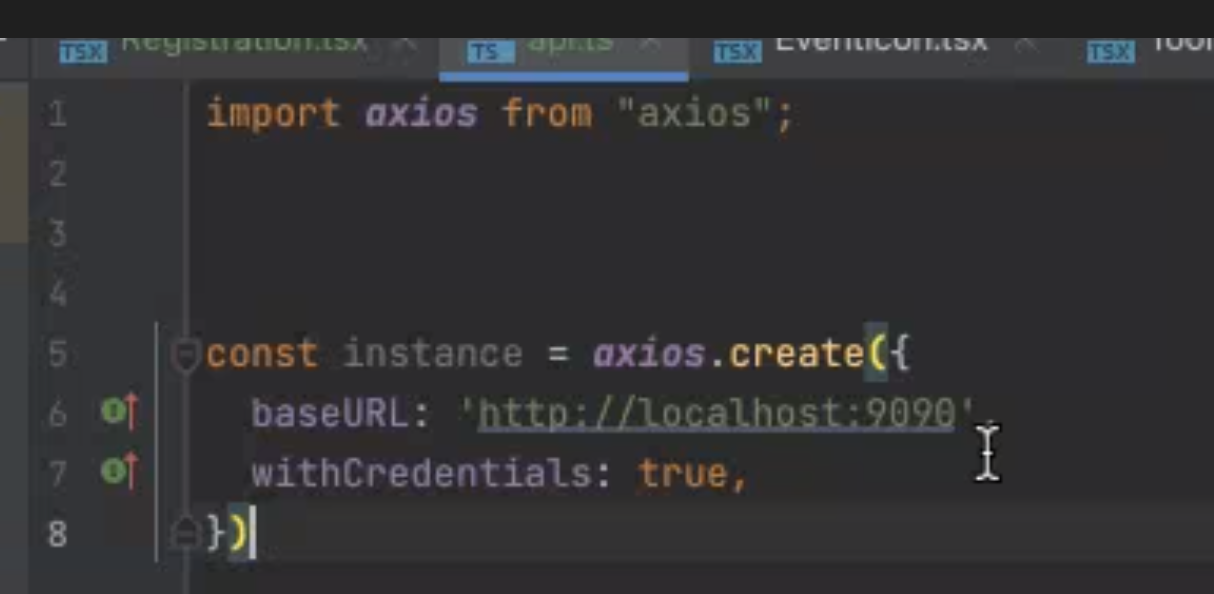 TSX Registration.tsx TS api.ts TSX EventIcon.tsx TSX
1 import axios from "axios";
2
3
4
5 const instance = axios.create({
6 baseURL: 'http://localhost:9090',
7 withCredentials: true,
8 })